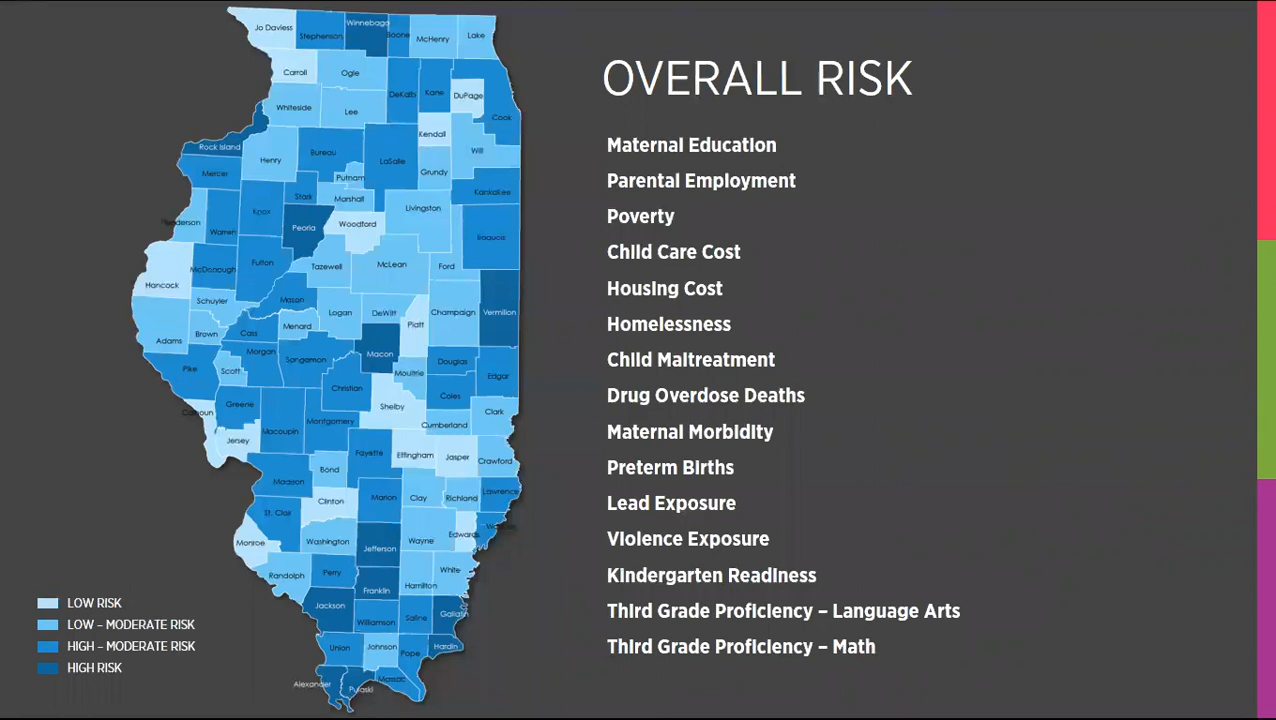 Jo Daviess
Stephenson
Winnebago
Boone
McHenry
Lake
Carroll
Ogle
DeKalb
Kane
DuPage
Cook
Whiteside
Lee
Kendall
Rock Island
Henry
Bureau
LaSalle
Will
Mercer
Putnam
Grundy
Stark
Marshall
Kankakee
Knox
Livingston
Henderson
Warren
Peoria
Woodford
Iroquois
McDonough
Fulton
Tazewell
McLean
Ford
Hancock
Schuyler
Mason
Logan
DeWitt
Piatt
Champaign
Vermilion
Adams
Brown
Cass
Menard
Macon
Pike
Scott
Morgan
Sangamon
Moultrie
Douglas
Edgar
Christian
Coles
Calhoun
Greene
Shelby
Clark
Jersey
Macoupin
Montgomery
Cumberland
Fayette
Effingham
Jasper
Crawford
Madison
Bond
Marion
Clay
Richland
Lawrence
St. Clair
Clinton
Monroe
Washington
Jefferson
Wayne
Edwards
Randolph
Perry
Franklin
Hamilton
White
Jackson
Williamson
Saline
Gallatin
Union
Johnson
Pope
Hardin
Alexander
Pulaski
Massac
LOW RISK
LOW – MODERATE RISK
HIGH – MODERATE RISK
HIGH RISK
OVERALL RISK
Maternal Education
Parental Employment
Poverty
Child Care Cost
Housing Cost
Homelessness
Child Maltreatment
Drug Overdose Deaths
Maternal Morbidity
Preterm Births
Lead Exposure
Violence Exposure
Kindergarten Readiness
Third Grade Proficiency – Language Arts
Third Grade Proficiency – Math